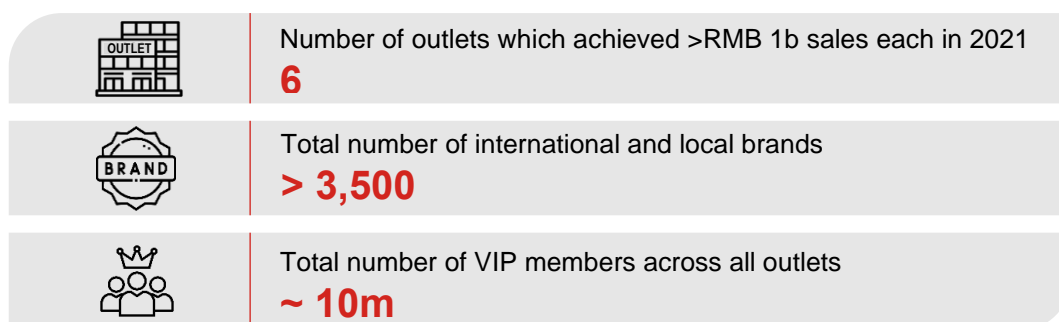 OUTLET
Number of outlets which achieved >RMB 1b sales each in 2021
6
BRAND
Total number of international and local brands
> 3,500
Total number of VIP members across all outlets
~ 10m